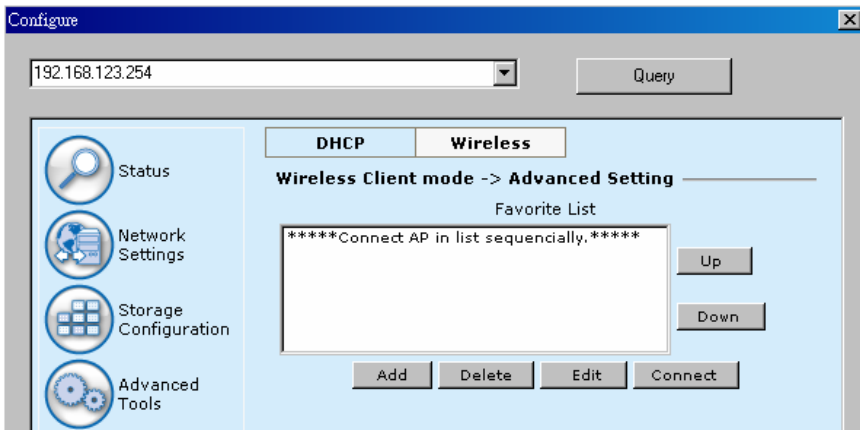 Configure
192.168.123.254
Query
Status
Network
Settings
Storage
Configuration
Advanced
Tools
DHCP
Wireless
Wireless Client mode -> Advanced Setting
Favorite List
*****Connect AP in list sequencially.*****
Up
Down
Add
Delete
Edit
Connect